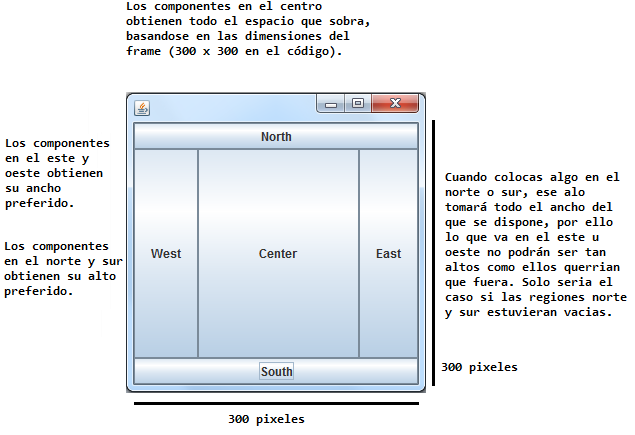 Los componentes en el centro
obtienen todo el espacio que sobra,
basandose en las dimensiones del
frame (300 x 300 en el código).
North
Los componentes
en el este y
oeste obtienen
su ancho
preferido.
Los componentes
en el norte y sur
obtienen su alto
preferido.
West
Center
East
Cuando colocas algo en el
norte o sur, ese alo
tomará todo el ancho del
que se dispone, por ello
lo que va en el este u
oeste no podrán ser tan
altos como ellos querrian
que fuera. Solo seria el
caso si las regiones norte
y sur estuvieran vacias.
South
300 pixeles
300 pixeles